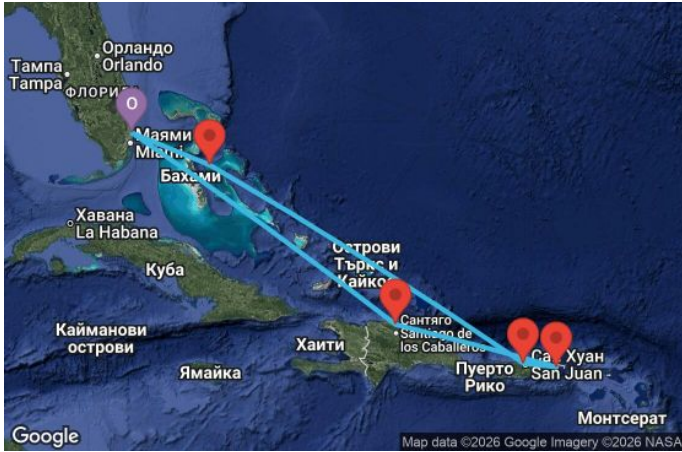 Орландо
Orlando
Тампа
Tampa
ФЛОРИДА
O
Маями
Miami
Бахами
Хавана
La Habana
Куба
Острови
Търкс и
Кайкос
Кайманови
острови
Сантяго
Santiago de
los Caballeros
Хаити
Ямайка
Пуерто
Рико
Сан Хуан
San Juan
Монтсерат
Google
Map data ©2026 Google Imagery ©2026 NASA